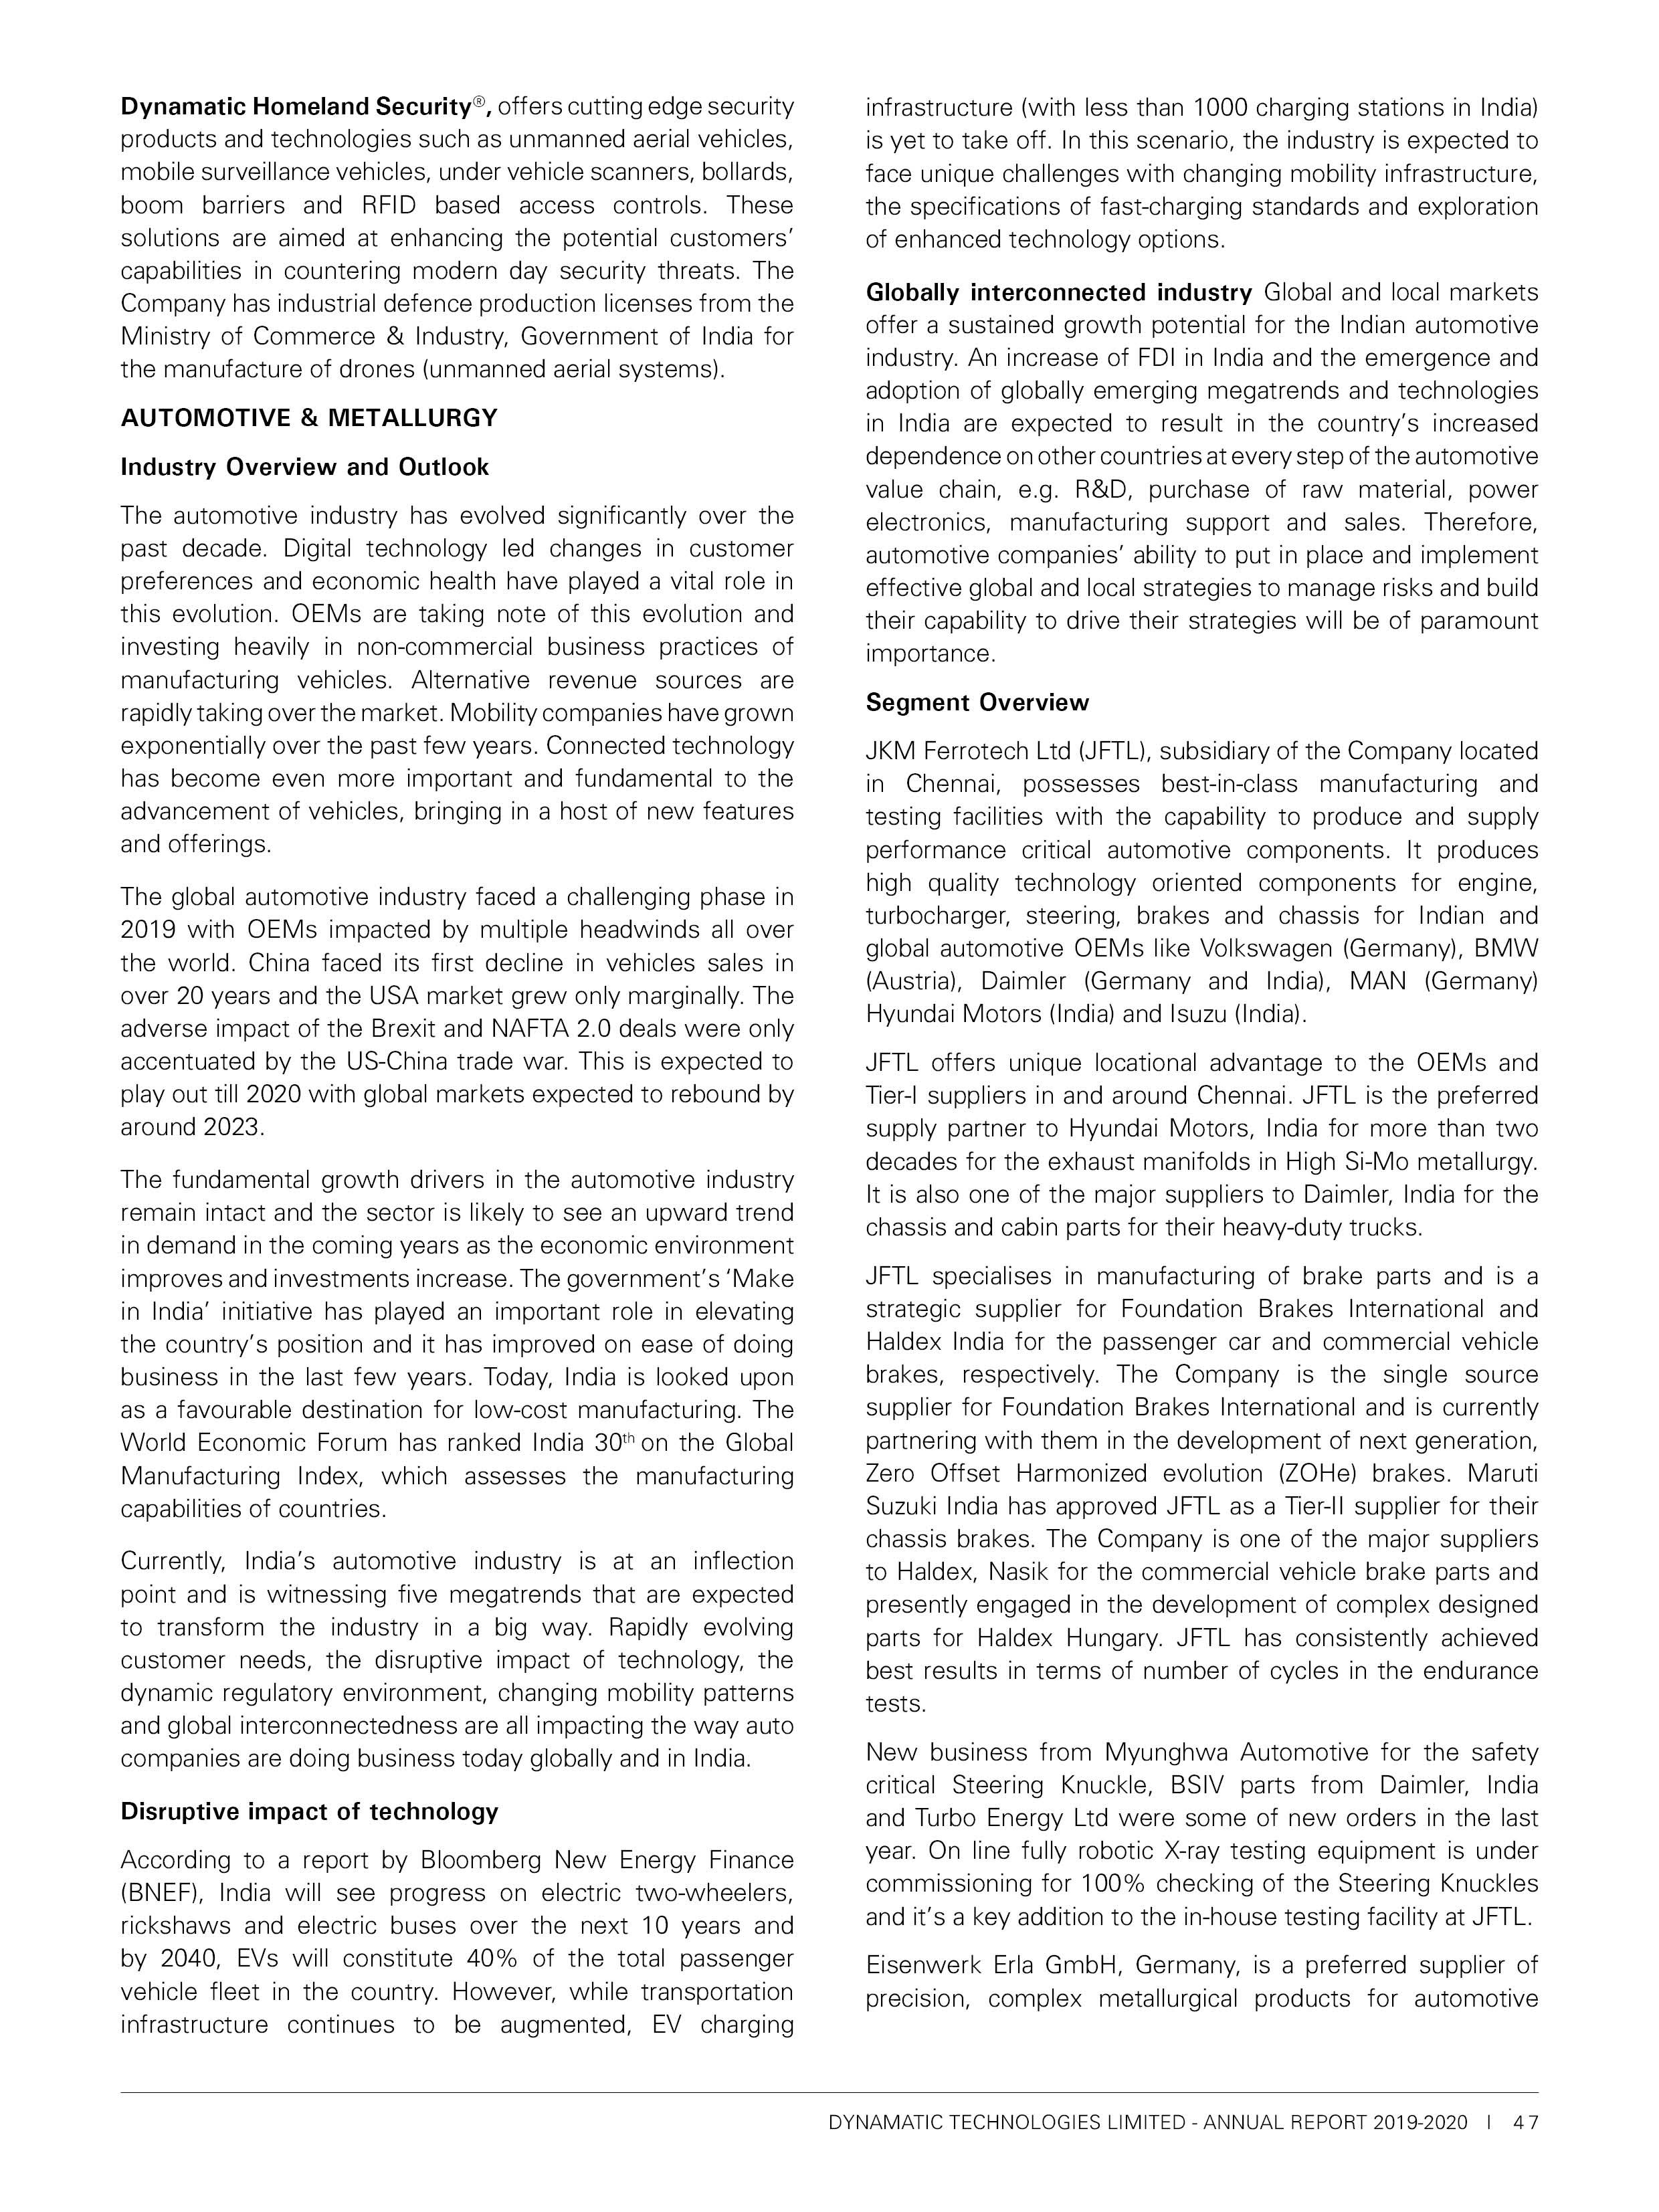 Dynamatic Homeland Security®, offers cutting edge security
products and technologies such as unmanned aerial vehicles,
mobile surveillance vehicles, under vehicle scanners, bollards,
boom barriers and RFID based access controls. These
solutions are aimed at enhancing the potential customers’
capabilities in countering modern day security threats. The
Company has industrial defence production licenses from the
Ministry of Commerce & Industry, Government of India for
the manufacture of drones (unmanned aerial systems).
AUTOMOTIVE & METALLURGY
Industry Overview and Outlook
The automotive industry has evolved significantly over the
past decade. Digital technology led changes in customer
preferences and economic health have played a vital role in
this evolution. OEMs are taking note of this evolution and
investing heavily in non-commercial business practices of
manufacturing vehicles. Alternative revenue sources are
rapidly taking over the market. Mobility companies have grown
exponentially over the past few years. Connected technology
has become even more important and fundamental to the
advancement of vehicles, bringing in a host of new features
and offerings.
The global automotive industry faced a challenging phase in
2019 with OEMs impacted by multiple headwinds all over
the world. China faced its first decline in vehicles sales in
over 20 years and the USA market grew only marginally. The
adverse impact of the Brexit and NAFTA 2.0 deals were only
accentuated by the US-China trade war. This is expected to
play out till 2020 with global markets expected to rebound by
around 2023.
The fundamental growth drivers in the automotive industry
remain intact and the sector is likely to see an upward trend
in demand in the coming years as the economic environment
improves and investments increase. The government’s ‘Make
in India’ initiative has played an important role in elevating
the country’s position and it has improved on ease of doing
business in the last few years. Today, India is looked upon
as a favourable destination for low-cost manufacturing. The
World Economic Forum has ranked India 30th on the Global
Manufacturing Index, which assesses the manufacturing
capabilities of countries.
Currently, India’s automotive industry is at an inflection
point and is witnessing five megatrends that are expected
to transform the industry in a big way. Rapidly evolving
customer needs, the disruptive impact of technology, the
dynamic regulatory environment, changing mobility patterns
and global interconnectedness are all impacting the way auto
companies are doing business today globally and in India.
Disruptive impact of technology
According to a report by Bloomberg New Energy Finance
(BNEF), India will see progress on electric two-wheelers,
rickshaws and electric buses over the next 10 years and
by 2040, EVs will constitute 40% of the total passenger
vehicle fleet in the country. However, while transportation
infrastructure continues to be augmented, EV charging
infrastructure (with less than 1000 charging stations in India)
is yet to take off. In this scenario, the industry is expected to
face unique challenges with changing mobility infrastructure,
the specifications of fast-charging standards and exploration
of enhanced technology options.
Globally interconnected industry Global and local markets
offer a sustained growth potential for the Indian automotive
industry. An increase of FDI in India and the emergence and
adoption of globally emerging megatrends and technologies
in India are expected to result in the country’s increased
dependence on other countries at every step of the automotive
value chain, e.g. R&D, purchase of raw material, power
electronics, manufacturing support and sales. Therefore,
automotive companies’ ability to put in place and implement
effective global and local strategies to manage risks and build
their capability to drive their strategies will be of paramount
importance.
Segment Overview
JKM Ferrotech Ltd (JFTL), subsidiary of the Company located
in Chennai, possesses best-in-class manufacturing and
testing facilities with the capability to produce and supply
performance critical automotive components. It produces
high quality technology oriented components for engine,
turbocharger, steering, brakes and chassis for Indian and
global automotive OEMs like Volkswagen (Germany), BMW
(Austria), Daimler (Germany and India), MAN (Germany)
Hyundai Motors (India) and Isuzu (India).
JFTL offers unique locational advantage to the OEMs and
Tier-I suppliers in and around Chennai. JFTL is the preferred
supply partner to Hyundai Motors, India for more than two
decades for the exhaust manifolds in High Si-Mo metallurgy.
It is also one of the major suppliers to Daimler, India for the
chassis and cabin parts for their heavy-duty trucks.
JFTL specialises in manufacturing of brake parts and is a
strategic supplier for Foundation Brakes International and
Haldex India for the passenger car and commercial vehicle
brakes, respectively. The Company is the single source
supplier for Foundation Brakes International and is currently
partnering with them in the development of next generation,
Zero Offset Harmonized evolution (ZOHe) brakes. Maruti
Suzuki India has approved JFTL as a Tier-II supplier for their
chassis brakes. The Company is one of the major suppliers
to Haldex, Nasik for the commercial vehicle brake parts and
presently engaged in the development of complex designed
parts for Haldex Hungary. JFTL has consistently achieved
best results in terms of number of cycles in the endurance
tests.
New business from Myunghwa Automotive for the safety
critical Steering Knuckle, BSIV parts from Daimler, India
and Turbo Energy Ltd were some of new orders in the last
year. On line fully robotic X-ray testing equipment is under
commissioning for 100% checking of the Steering Knuckles
and it’s a key addition to the in-house testing facility at JFTL.
Eisenwerk Erla GmbH, Germany, is a preferred supplier of
precision, complex metallurgical products for automotive
DYNAMATIC TECHNOLOGIES LIMITED - ANNUAL REPORT 2019-2020 | 47